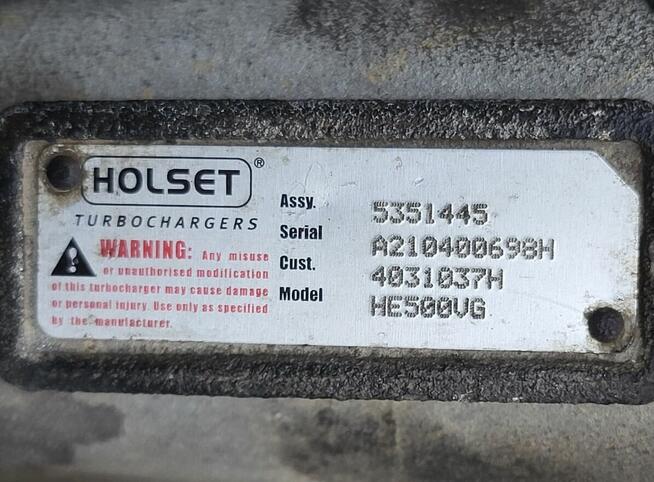 HOLSET®
TURBOCHARGERS
WARNING: Any misuse
or unauthorised modification
of this turbocharger may cause damage
or personal injury. Use only as specified
by the manufacturer.
Assy. 5351445
Serial A210400698H
Cust. 4031037H
Model HE500VG